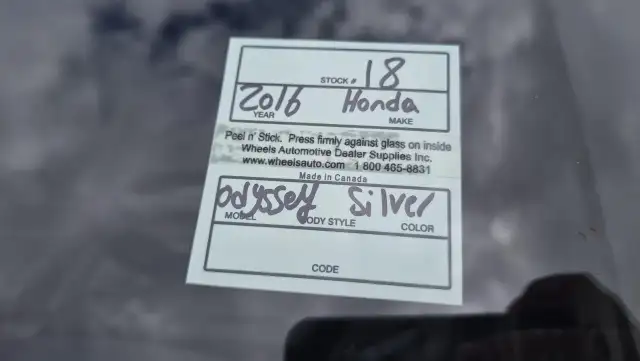 STOCK # 18
2016 Honda
YEAR MAKE
Peel n' Stick. Press firmly against glass on inside
Wheels Automotive Dealer Supplies Inc.
www.wheelsauto.com 1 800 465-8831
Made in Canada
Odyssey Silver
MODEL BODY STYLE COLOR
CODE